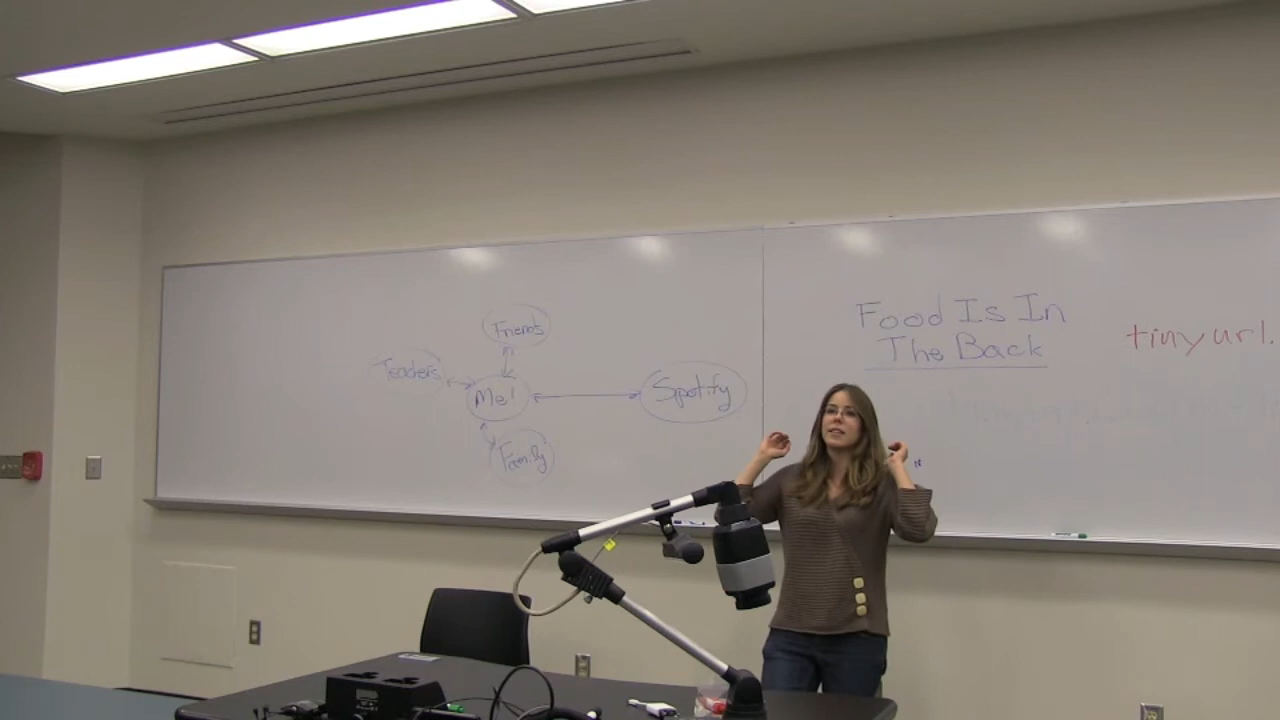 Friends
Teachers
Me!
Spotify
Family
Food Is In
The Back
tinyurl.